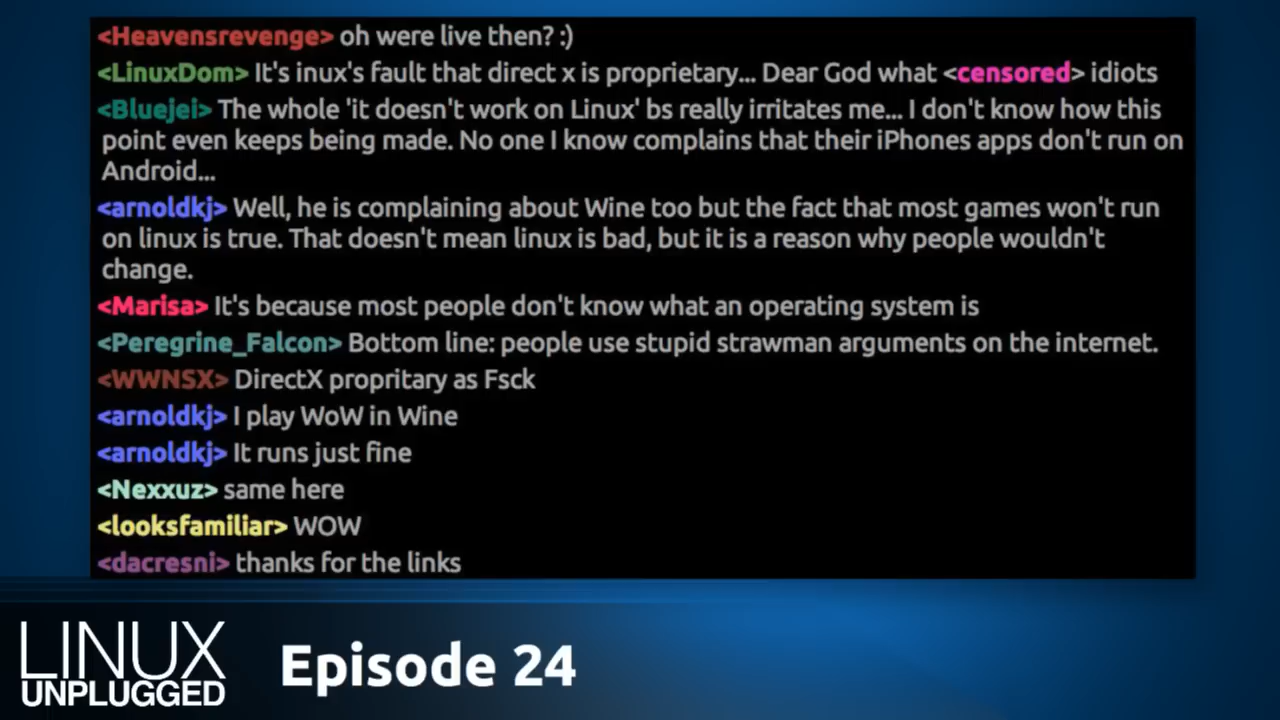 <Heavensrevenge> oh were live then? :)
<LinuxDom> It's inux's fault that direct x is proprietary... Dear God what <censored> idiots
<Bluejei> The whole 'it doesn't work on Linux' bs really irritates me... I don't know how this
point even keeps being made. No one I know complains that their iPhones apps don't run on
Android...
<arnoldkj> Well, he is complaining about Wine too but the fact that most games won't run
on linux is true. That doesn't mean linux is bad, but it is a reason why people wouldn't
change.
<Marisa> It's because most people don't know what an operating system is
<Peregrine_Falcon> Bottom line: people use stupid strawman arguments on the internet.
<WWNSX> DirectX propritary as Fsck
<arnoldkj> I play WoW in Wine
<arnoldkj> It runs just fine
<Nexxuz> same here
<looksfamiliar> WOW
<dacresni> thanks for the links
LINUX
UNPLUGGED
Episode 24